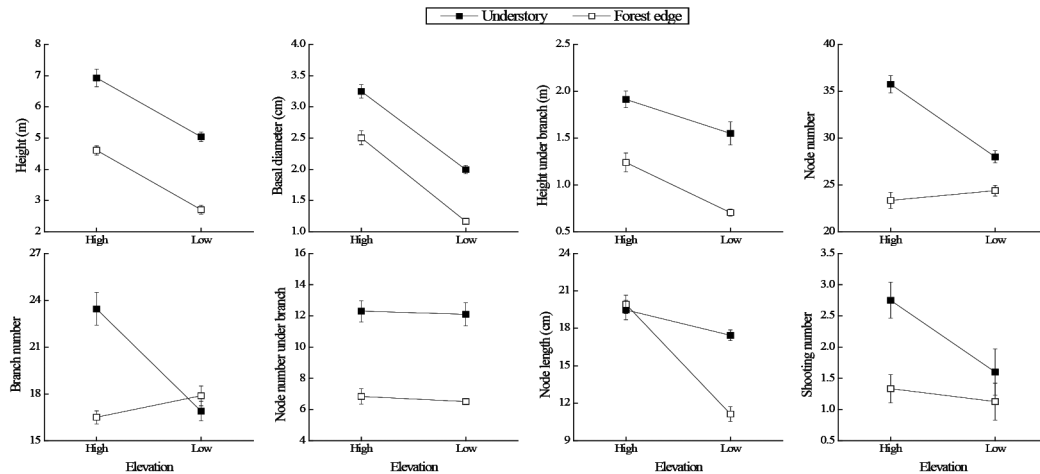 Understory Forest edge
Height (m)
8
7
6
5
4
3
2
High Low
Basal diameter (cm)
4.0
3.5
3.0
2.5
2.0
1.5
1.0
High Low
Height under branch (m)
2.5
2.0
1.5
1.0
0.5
High Low
Node number
40
35
30
25
20
High Low
Branch number
27
24
21
18
15
High Low
Elevation
Node number under branch
16
14
12
10
8
6
4
High Low
Elevation
Node length (cm)
24
21
18
15
12
9
High Low
Elevation
Shooting number
3.5
3.0
2.5
2.0
1.5
1.0
0.5
High Low
Elevation